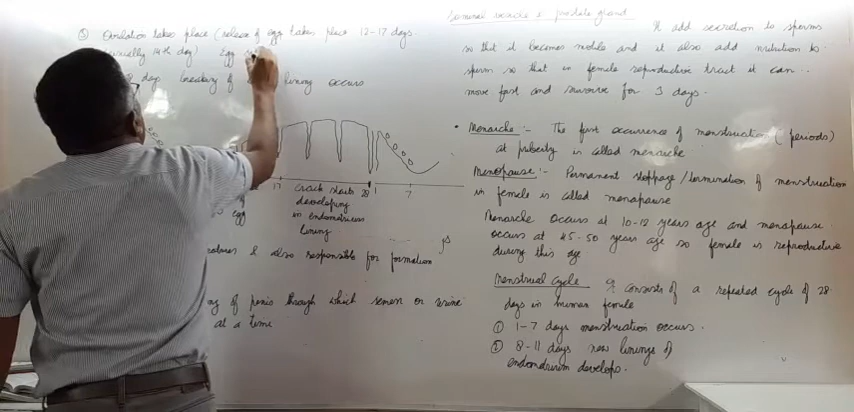 ③ Ovulation takes place (release of egg takes place 12-17 days
usually 14th day) Egg
days breaking of lining occurs
17 28 1 7
Crack starts
developing
in endometrium
lining
egg
& also responsible for formation
of penis through which semen or urine
at a time
Seminal vesicle & prostate gland It add secretion to sperms
so that it becomes motile and it also add nutrition to
sperm so that in female reproductive tract it can
move fast and survive for 3 days.
• Menarche :- The first occurrence of menstruation (periods)
at puberty is called menarche
Menopause :- Permanent stoppage/termination of menstruation
in female is called menopause
Menarche occurs at 10-12 years age and menopause
occurs at 45-50 years age so female is reproductive
during this age
Menstrual Cycle It consists of a repeated cycle of 28
days in human female
① 1-7 days menstruation occurs.
② 8-11 days new linings of
endometrium develops.